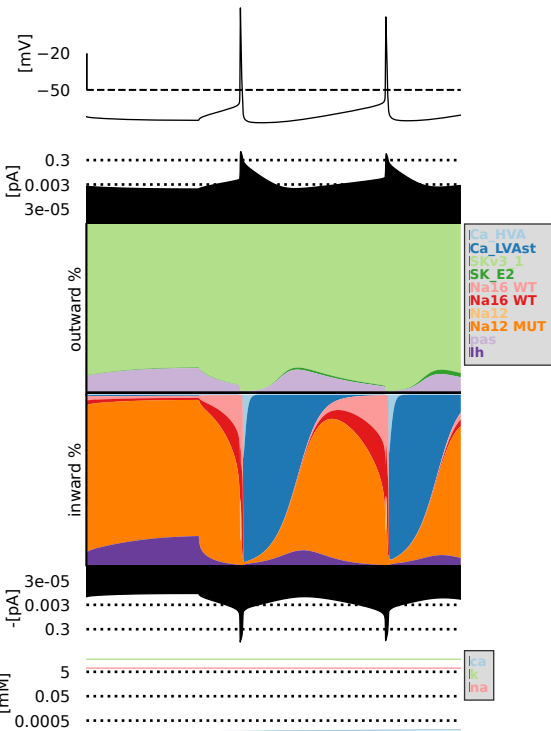 [mV]
−20
−50
[pA]
0.3
0.003
3e-05
outward %
Ca_HVA
Ca_LVAst
SKv3_1
SK_E2
Na16 WT
Na16 WT
Na12
Na12 MUT
pas
Ih
inward %
-[pA]
3e-05
0.003
0.3
[mM]
5
0.05
0.0005
ca
k
na